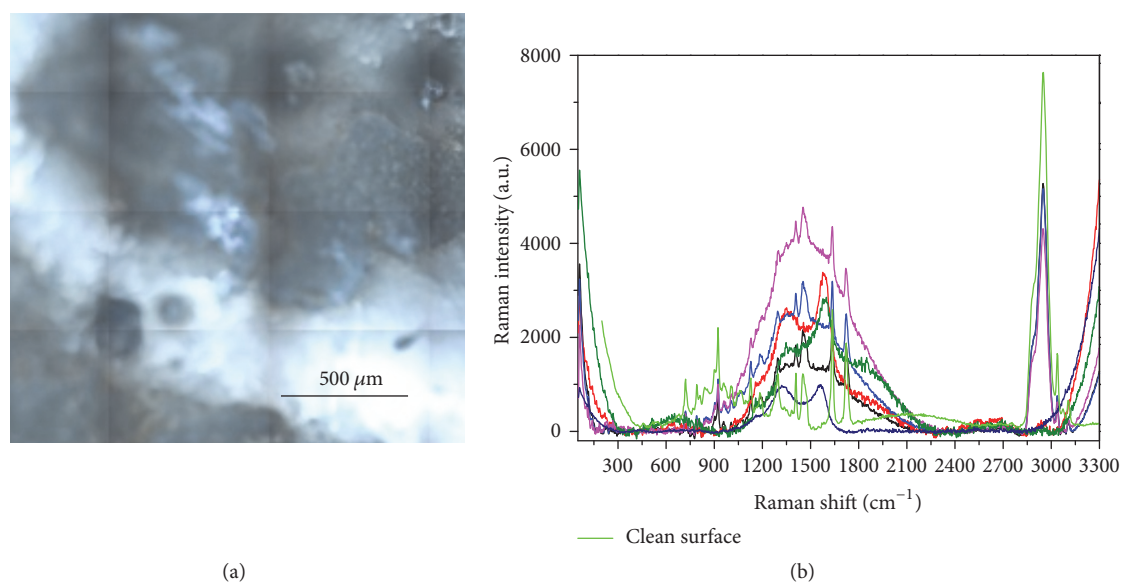 500 μm
(a)
8000
6000
4000
2000
0
Raman intensity (a.u.)
300 600 900 1200 1500 1800 2100 2400 2700 3000 3300
Raman shift (cm⁻¹)
Clean surface
(b)